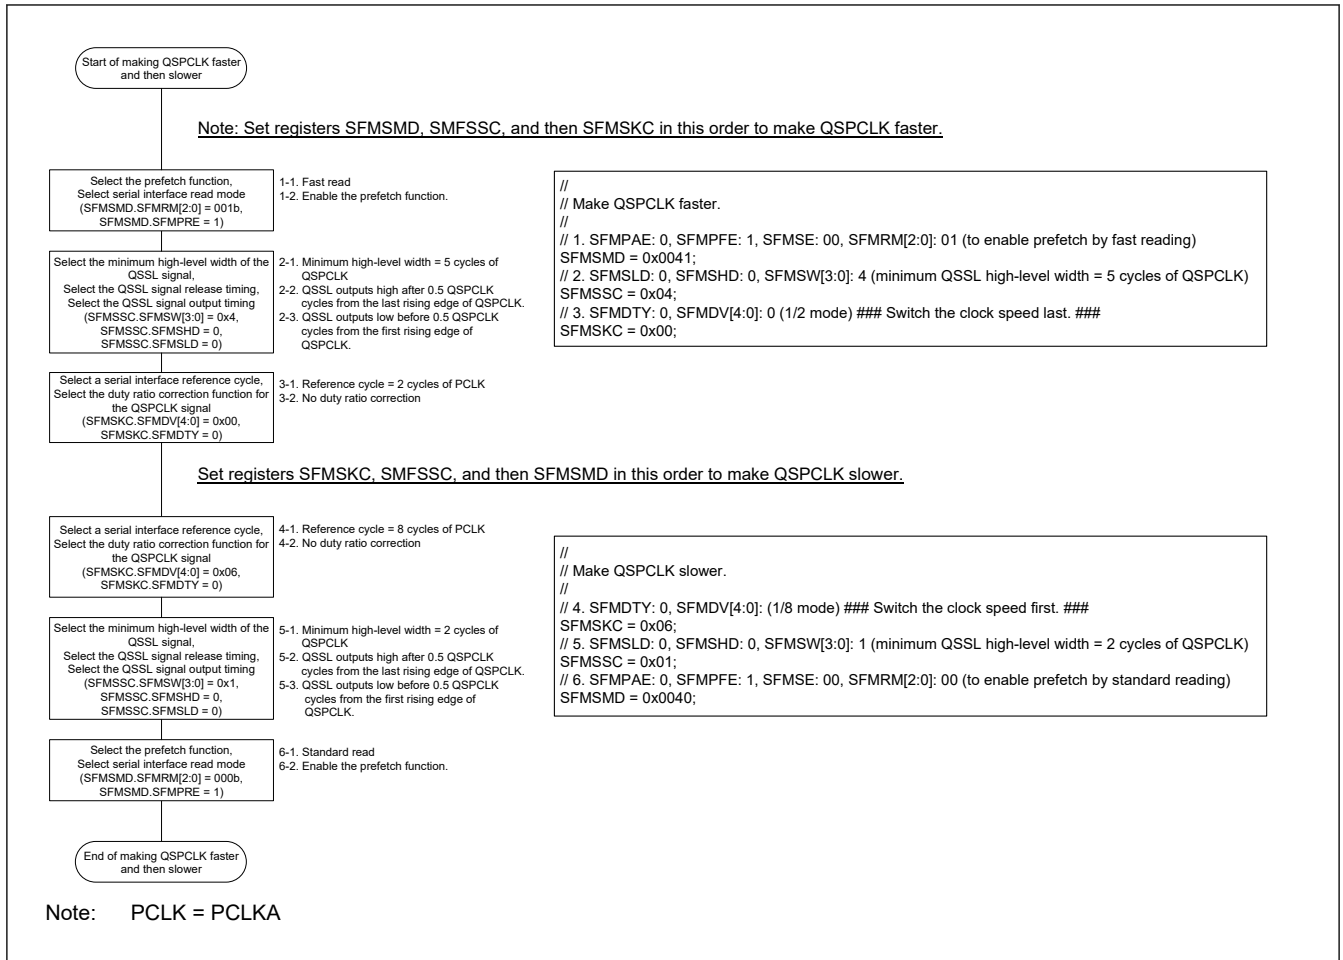 Start of making QSPCLK faster
and then slower
Note: Set registers SFMSMD, SMFSSC, and then SFMSKC in this order to make QSPCLK faster.
Select the prefetch function,
Select serial interface read mode
(SFMSMD.SFMRM[2:0] = 001b,
SFMSMD.SFMPRE = 1)
1-1. Fast read
1-2. Enable the prefetch function.
Select the minimum high-level width of the
QSSL signal,
Select the QSSL signal release timing,
Select the QSSL signal output timing
(SFMSSC.SFMSW[3:0] = 0x4,
SFMSSC.SFMSHD = 0,
SFMSSC.SFMSLD = 0)
2-1. Minimum high-level width = 5 cycles of
QSPCLK
2-2. QSSL outputs high after 0.5 QSPCLK
cycles from the last rising edge of QSPCLK.
2-3. QSSL outputs low before 0.5 QSPCLK
cycles from the first rising edge of
QSPCLK.
Select a serial interface reference cycle,
Select the duty ratio correction function for
the QSPCLK signal
(SFMSKC.SFMDV[4:0] = 0x00,
SFMSKC.SFMDTY = 0)
3-1. Reference cycle = 2 cycles of PCLK
3-2. No duty ratio correction
//
// Make QSPCLK faster.
//
// 1. SFMPAE: 0, SFMPFE: 1, SFMSE: 00, SFMRM[2:0]: 01 (to enable prefetch by fast reading)
SFMSMD = 0x0041;
// 2. SFMSLD: 0, SFMSHD: 0, SFMSW[3:0]: 4 (minimum QSSL high-level width = 5 cycles of QSPCLK)
SFMSSC = 0x04;
// 3. SFMDTY: 0, SFMDV[4:0]: 0 (1/2 mode) ### Switch the clock speed last. ###
SFMSKC = 0x00;
Set registers SFMSKC, SMFSSC, and then SFMSMD in this order to make QSPCLK slower.
Select a serial interface reference cycle,
Select the duty ratio correction function for
the QSPCLK signal
(SFMSKC.SFMDV[4:0] = 0x06,
SFMSKC.SFMDTY = 0)
4-1. Reference cycle = 8 cycles of PCLK
4-2. No duty ratio correction
Select the minimum high-level width of the
QSSL signal,
Select the QSSL signal release timing,
Select the QSSL signal output timing
(SFMSSC.SFMSW[3:0] = 0x1,
SFMSSC.SFMSHD = 0,
SFMSSC.SFMSLD = 0)
5-1. Minimum high-level width = 2 cycles of
QSPCLK
5-2. QSSL outputs high after 0.5 QSPCLK
cycles from the last rising edge of QSPCLK.
5-3. QSSL outputs low before 0.5 QSPCLK
cycles from the first rising edge of
QSPCLK.
Select the prefetch function,
Select serial interface read mode
(SFMSMD.SFMRM[2:0] = 000b,
SFMSMD.SFMPRE = 1)
6-1. Standard read
6-2. Enable the prefetch function.
//
// Make QSPCLK slower.
//
// 4. SFMDTY: 0, SFMDV[4:0]: (1/8 mode) ### Switch the clock speed first. ###
SFMSKC = 0x06;
// 5. SFMSLD: 0, SFMSHD: 0, SFMSW[3:0]: 1 (minimum QSSL high-level width = 2 cycles of QSPCLK)
SFMSSC = 0x01;
// 6. SFMPAE: 0, SFMPFE: 1, SFMSE: 00, SFMRM[2:0]: 00 (to enable prefetch by standard reading)
SFMSMD = 0x0040;
End of making QSPCLK faster
and then slower
Note: PCLK = PCLKA